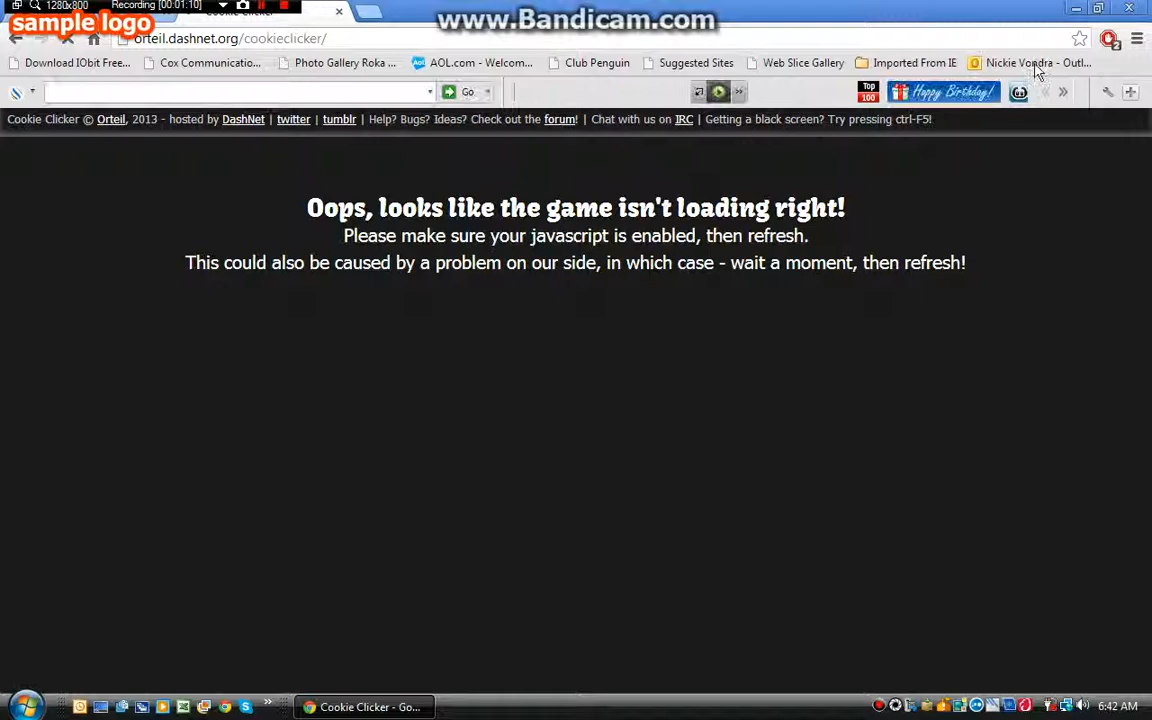 1280x800 Recording [00:01:10]
sample logo
www.Bandicam.com
orteil.dashnet.org/cookieclicker/
2
Download IObit Free... Cox Communicatio... Photo Gallery Roka ... AOL.com - Welcom... Club Penguin Suggested Sites Web Slice Gallery Imported From IE Nickie Vondra - Outl...
Go Top 100 Happy Birthday!
Cookie Clicker © Orteil, 2013 - hosted by DashNet | twitter | tumblr | Help? Bugs? Ideas? Check out the forum! | Chat with us on IRC | Getting a black screen? Try pressing ctrl-F5!
Oops, looks like the game isn't loading right!
Please make sure your javascript is enabled, then refresh.
This could also be caused by a problem on our side, in which case - wait a moment, then refresh!
Cookie Clicker - Go... 6:42 AM